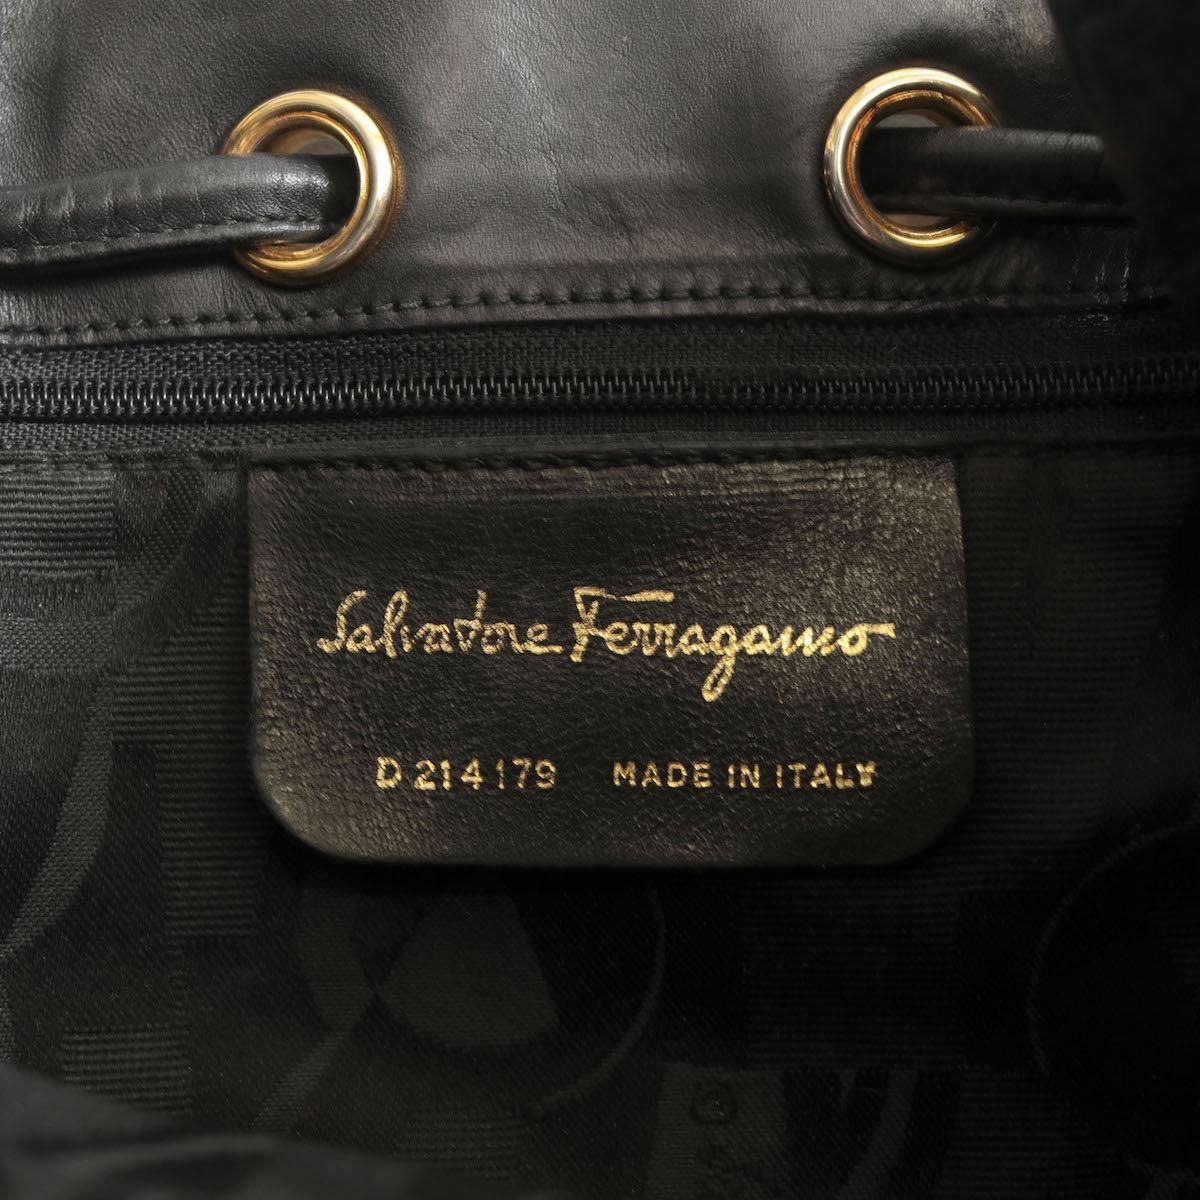 Salvatore Ferragamo
D 214179 MADE IN ITALY